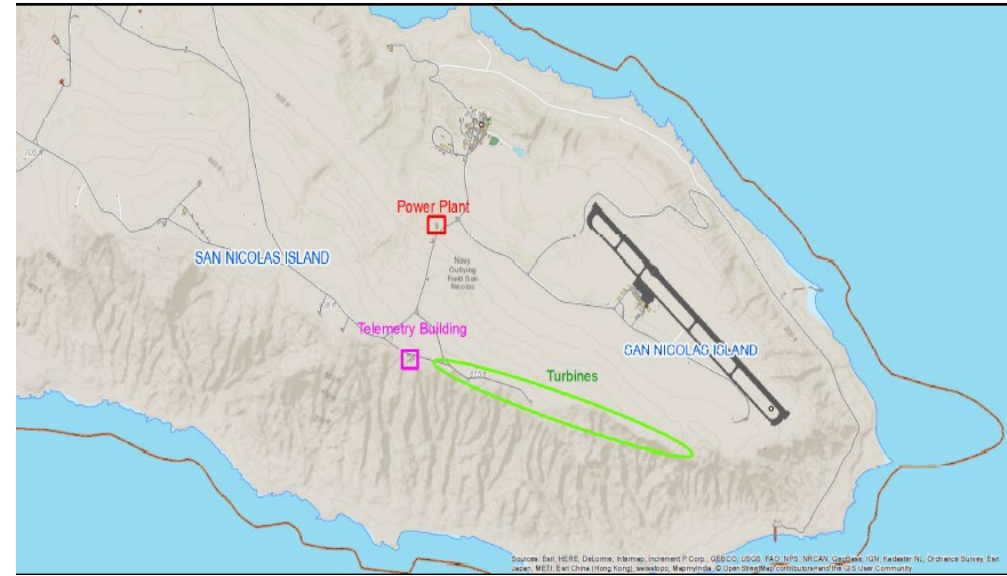 Power Plant
SAN NICOLAS ISLAND
Navy
Outlying
Field San
Nicolas
Telemetry Building
SAN NICOLAS ISLAND
Turbines
Sources: Esri, HERE, DeLorme, Intermap, increment P Corp., GEBCO, USGS, FAO, NPS, NRCAN, GeoBase, IGN, Kadaster NL, Ordnance Survey, Esri
Japan, METI, Esri China (Hong Kong), swisstopo, MapmyIndia, © OpenStreetMap contributors, and the GIS User Community